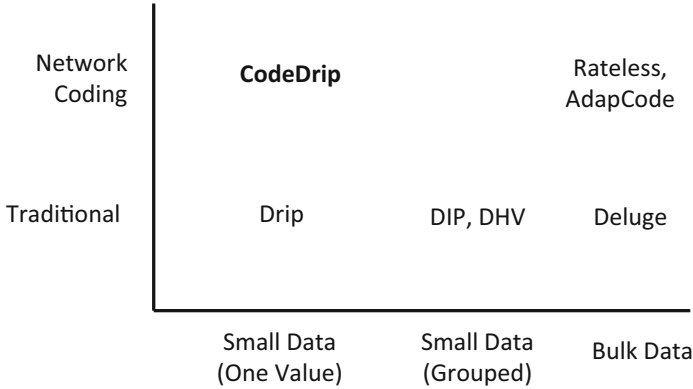 Network
Coding
CodeDrip
Rateless,
AdapCode
Traditional
Drip
DIP, DHV
Deluge
Small Data
(One Value)
Small Data
(Grouped)
Bulk Data